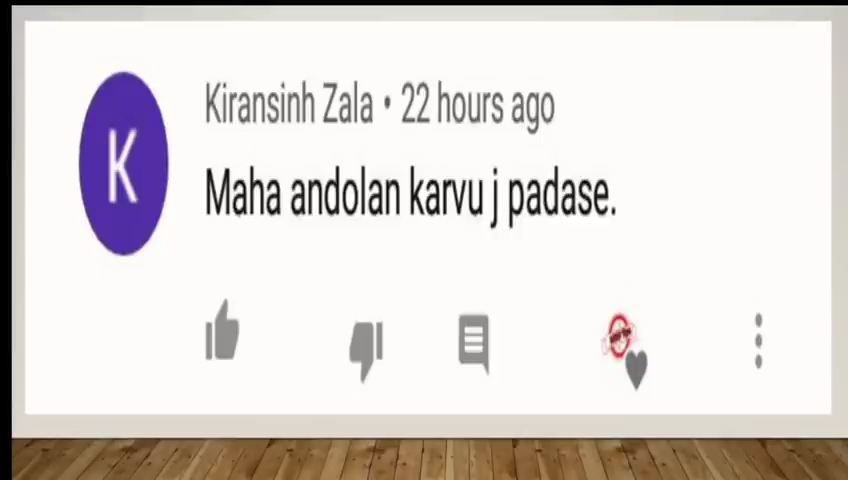 Kiransinh Zala • 22 hours ago
K
Maha andolan karvu j padase.